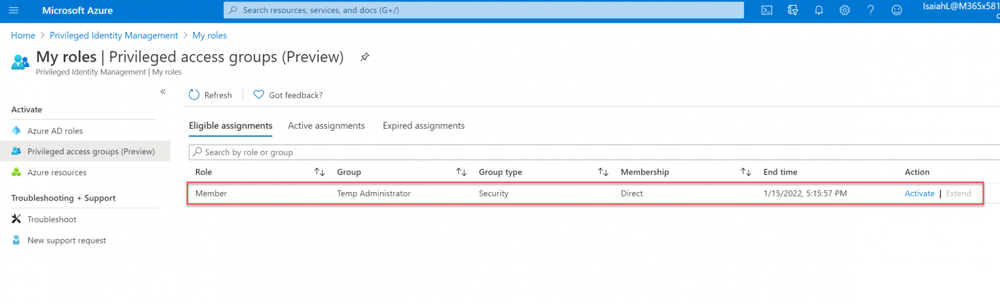 Microsoft Azure
Search resources, services, and docs (G+/)
IsaiahL@M365x581
Home > Privileged Identity Management > My roles
My roles | Privileged access groups (Preview)
Privileged Identity Management | My roles
«
Refresh
Got feedback?
Activate
Azure AD roles
Privileged access groups (Preview)
Azure resources
Troubleshooting + Support
Troubleshoot
New support request
Eligible assignments Active assignments Expired assignments
Search by role or group
Role Group Group type Membership End time Action
Member Temp Administrator Security Direct 1/15/2022, 5:15:57 PM Activate | Extend